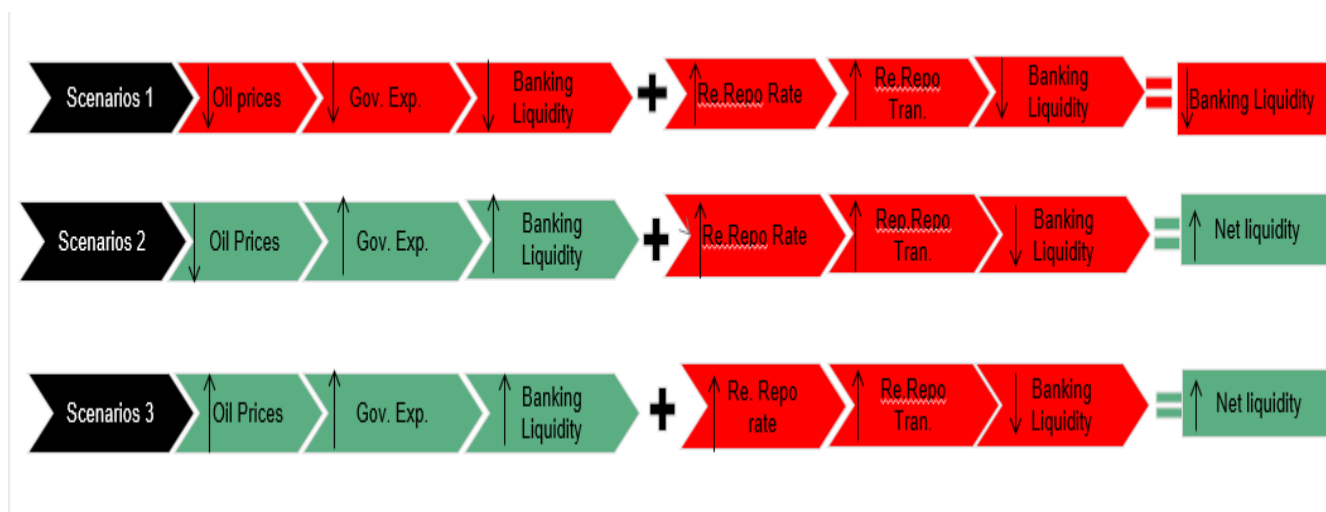 Scenarios 1
↓ Oil prices
↓ Gov. Exp.
↓ Banking
Liquidity
+
↑ Re.Repo Rate
↑ Re.Repo
Tran.
↓ Banking
Liquidity
=
↓ Banking Liquidity
Scenarios 2
↓ Oil Prices
↑ Gov. Exp.
↑ Banking
Liquidity
+
↑ Re.Repo Rate
↑ Rep.Repo
Tran.
↓ Banking
Liquidity
=
↑ Net liquidity
Scenarios 3
↑ Oil Prices
↑ Gov. Exp.
↑ Banking
Liquidity
+
↑ Re. Repo
rate
↑ Re.Repo
Tran.
↓ Banking
Liquidity
=
↑ Net liquidity